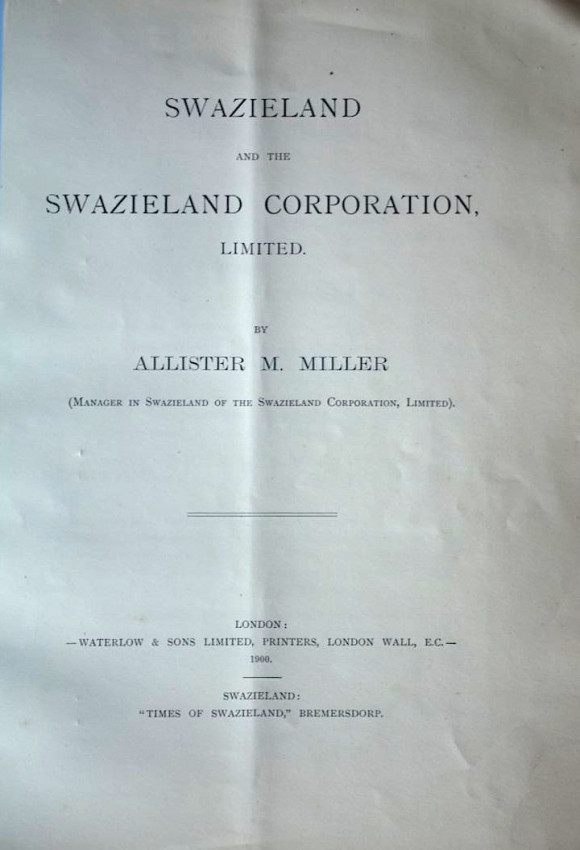 SWAZIELAND
AND THE
SWAZIELAND CORPORATION,
LIMITED.
BY
ALLISTER M. MILLER
(Manager in Swazieland of the Swazieland Corporation, Limited).
LONDON:
—WATERLOW & SONS LIMITED, PRINTERS, LONDON WALL, E.C.—
1900.
SWAZIELAND:
"TIMES OF SWAZIELAND," BREMERSDORP.